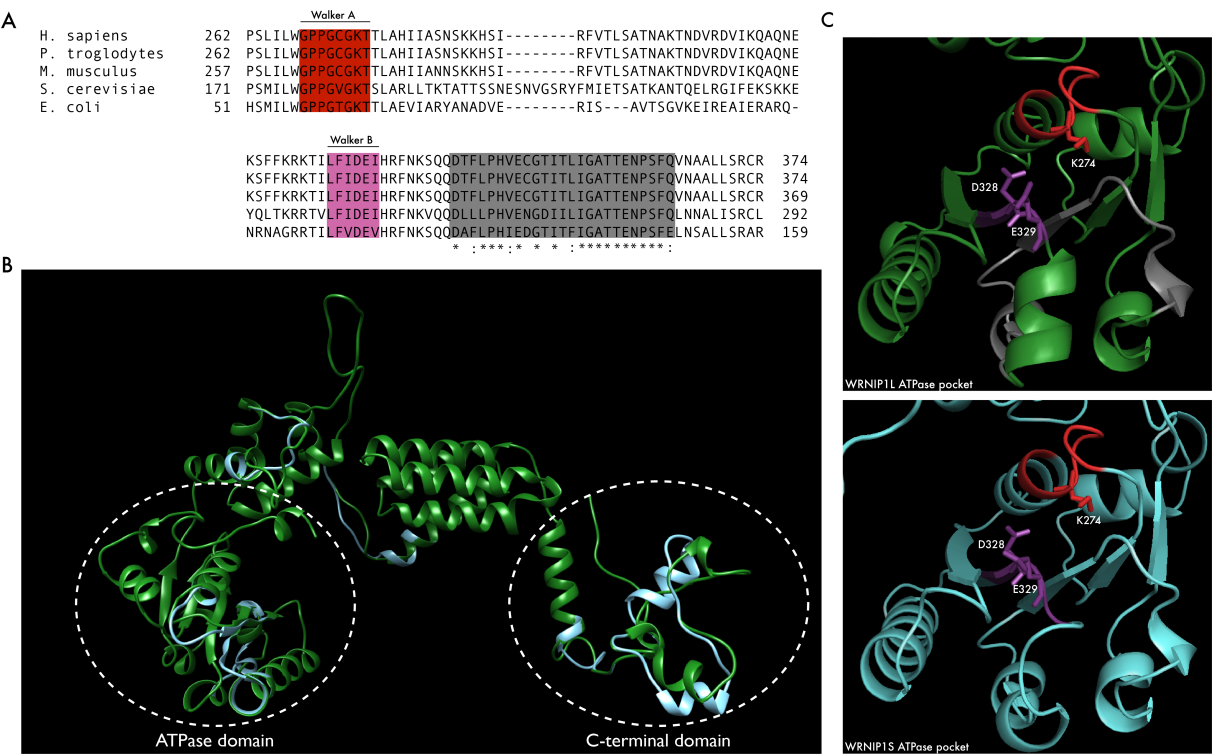 A
Walker A
H. sapiens 262 PSLILWGPPGCGKTTLAHIIASNSKKHSI--------RFVTLSATNAKTNDVRDVIKQAQNE
P. troglodytes 262 PSLILWGPPGCGKTTLAHIIASNSKKHSI--------RFVTLSATNAKTNDVRDVIKQAQNE
M. musculus 257 PSLILWGPPGCGKTTLAHIIANNSKKHSI--------RFVTLSATNAKTNDVRDVIKQAQNE
S. cerevisiae 171 PSMILWGPPGVGKTSLARLLTKTATTSSNESNVGSRYFMIETSATKANTQELRGIFEKSKKE
E. coli 51 HSMILWGPPGTGKTTLAEVIARYANADVE--------RIS---AVTSGVKEIREAIERARQ-
Walker B
KSFFKRKTILFIDEIHRFNKSQQDTFLPHVECGTITLIGATTENPSFQVNAALLSRCR 374
KSFFKRKTILFIDEIHRFNKSQQDTFLPHVECGTITLIGATTENPSFQVNAALLSRCR 374
KSFFKRKTILFIDEIHRFNKSQQDTFLPHVECGTITLIGATTENPSFQVNAALLSRCR 369
YQLTKRRTVLFIDEIHRFNKVQQDLLLPHVENGDIILIGATTENPSFQLNNALISRCL 292
NRNAGRRTILFVDEVHRFNKSQQDAFLPHIEDGTITFIGATTENPSFELNSALLSRAR 159
* :***:* * * :**********:
B
ATPase domain
C-terminal domain
C
K274
D328
E329
WRNIP1L ATPase pocket
K274
D328
E329
WRNIP1S ATPase pocket